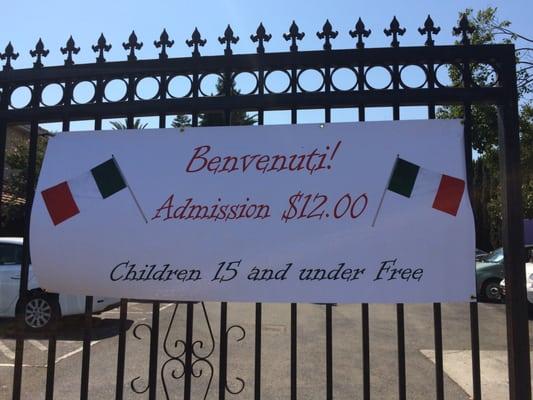 Benvenuti!
Admission $12.00
Children 15 and under Free